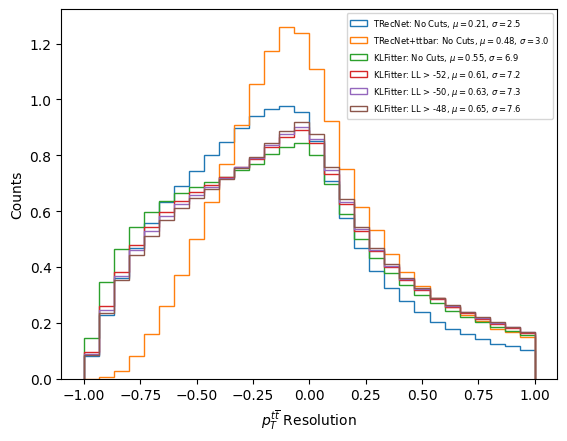 TRecNet: No Cuts, μ = 0.21, σ = 2.5
TRecNet+ttbar: No Cuts, μ = 0.48, σ = 3.0
KLFitter: No Cuts, μ = 0.55, σ = 6.9
KLFitter: LL > -52, μ = 0.61, σ = 7.2
KLFitter: LL > -50, μ = 0.63, σ = 7.3
KLFitter: LL > -48, μ = 0.65, σ = 7.6
1.2
1.0
0.8
0.6
0.4
0.2
0.0
Counts
−1.00 −0.75 −0.50 −0.25 0.00 0.25 0.50 0.75 1.00
$p_T^{t\bar{t}}$ Resolution